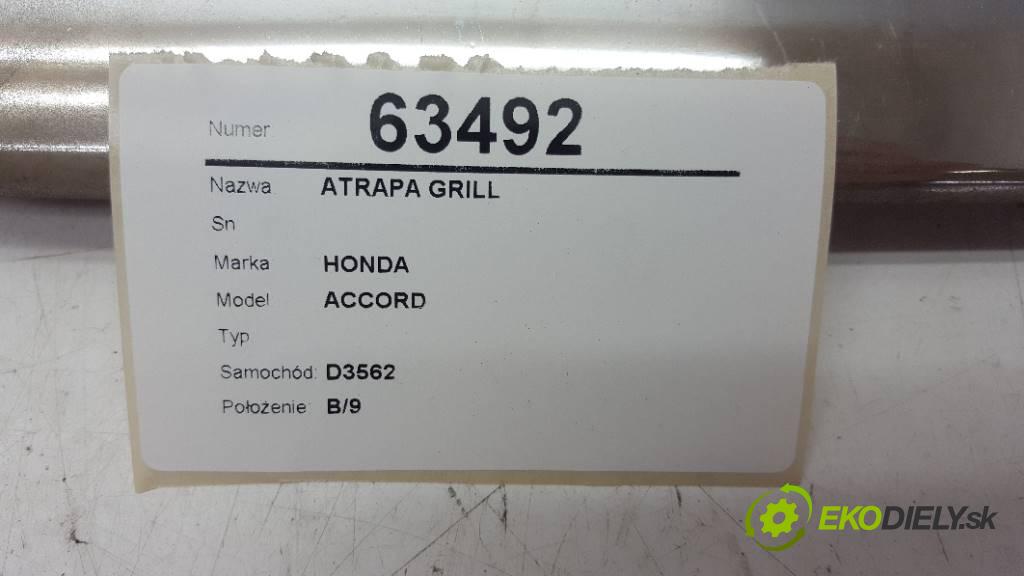 Numer 63492
Nazwa ATRAPA GRILL
Sn
Marka HONDA
Model ACCORD
Typ
Samochód: D3562
Położenie: B/9
EKODIELY.sk